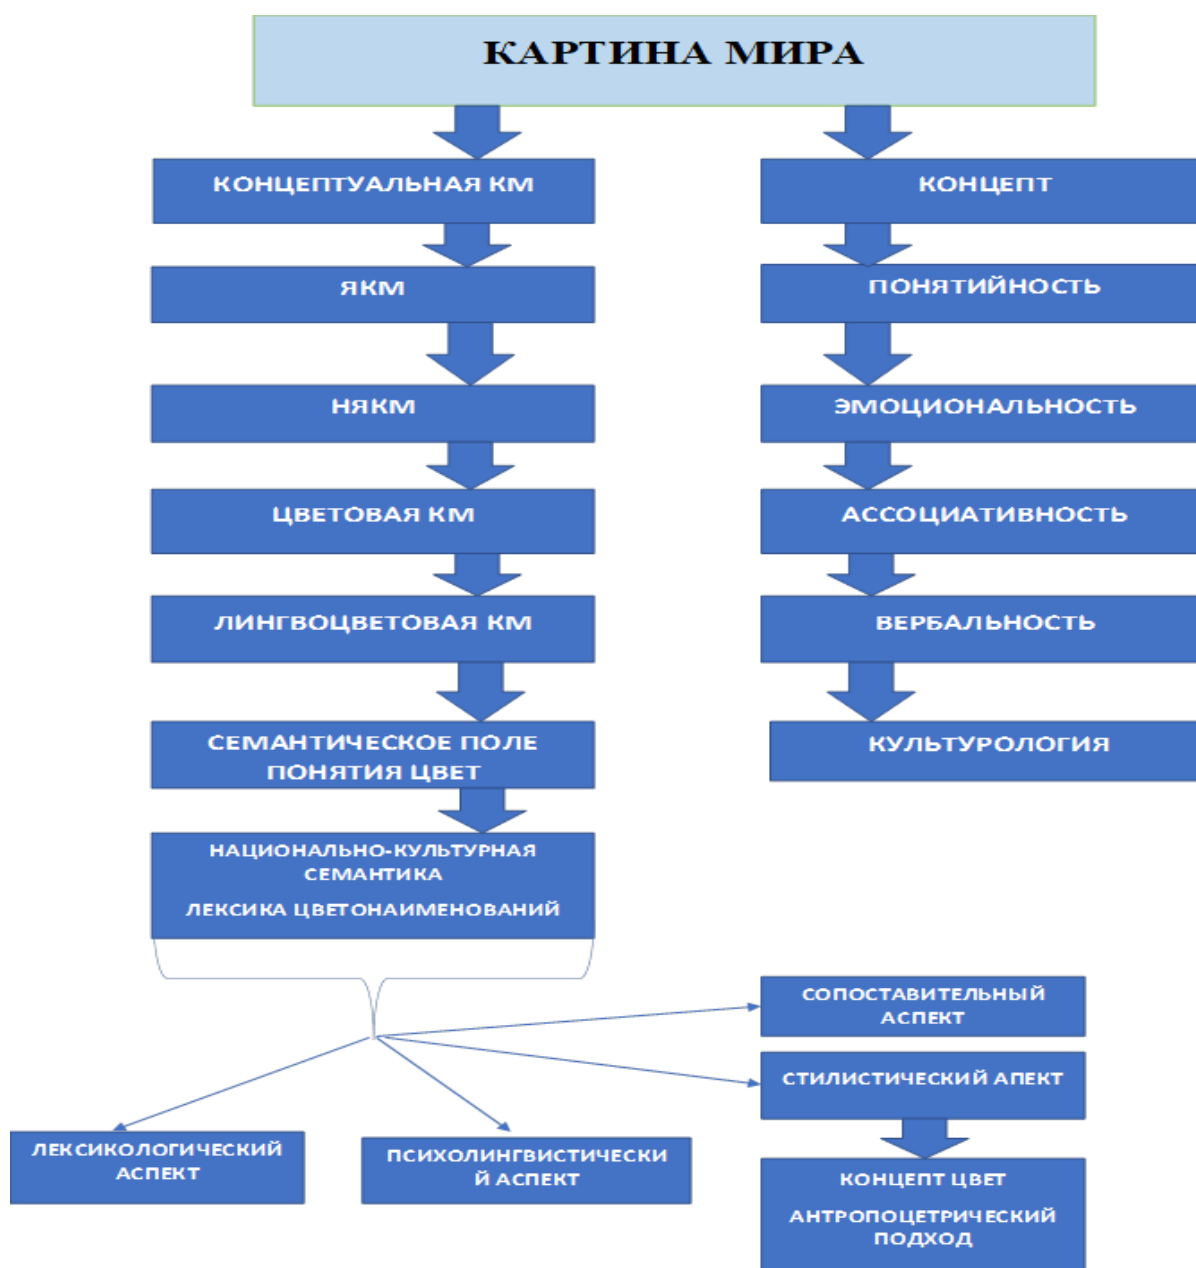 КАРТИНА МИРА
КОНЦЕПТУАЛЬНАЯ КМ
КОНЦЕПТ
ЯКМ
ПОНЯТИЙНОСТЬ
НЯКМ
ЭМОЦИОНАЛЬНОСТЬ
ЦВЕТОВАЯ КМ
АССОЦИАТИВНОСТЬ
ЛИНГВОЦВЕТОВАЯ КМ
ВЕРБАЛЬНОСТЬ
СЕМАНТИЧЕСКОЕ ПОЛЕ
ПОНЯТИЯ ЦВЕТ
КУЛЬТУРОЛОГИЯ
НАЦИОНАЛЬНО-КУЛЬТУРНАЯ
СЕМАНТИКА
ЛЕКСИКА ЦВЕТОНАИМЕНОВАНИЙ
СОПОСТАВИТЕЛЬНЫЙ
АСПЕКТ
СТИЛИСТИЧЕСКИЙ АПЕКТ
ЛЕКСИКОЛОГИЧЕСКИЙ
АСПЕКТ
ПСИХОЛИНГВИСТИЧЕСКИ
Й АСПЕКТ
КОНЦЕПТ ЦВЕТ
АНТРОПОЦЕТРИЧЕСКИЙ
ПОДХОД